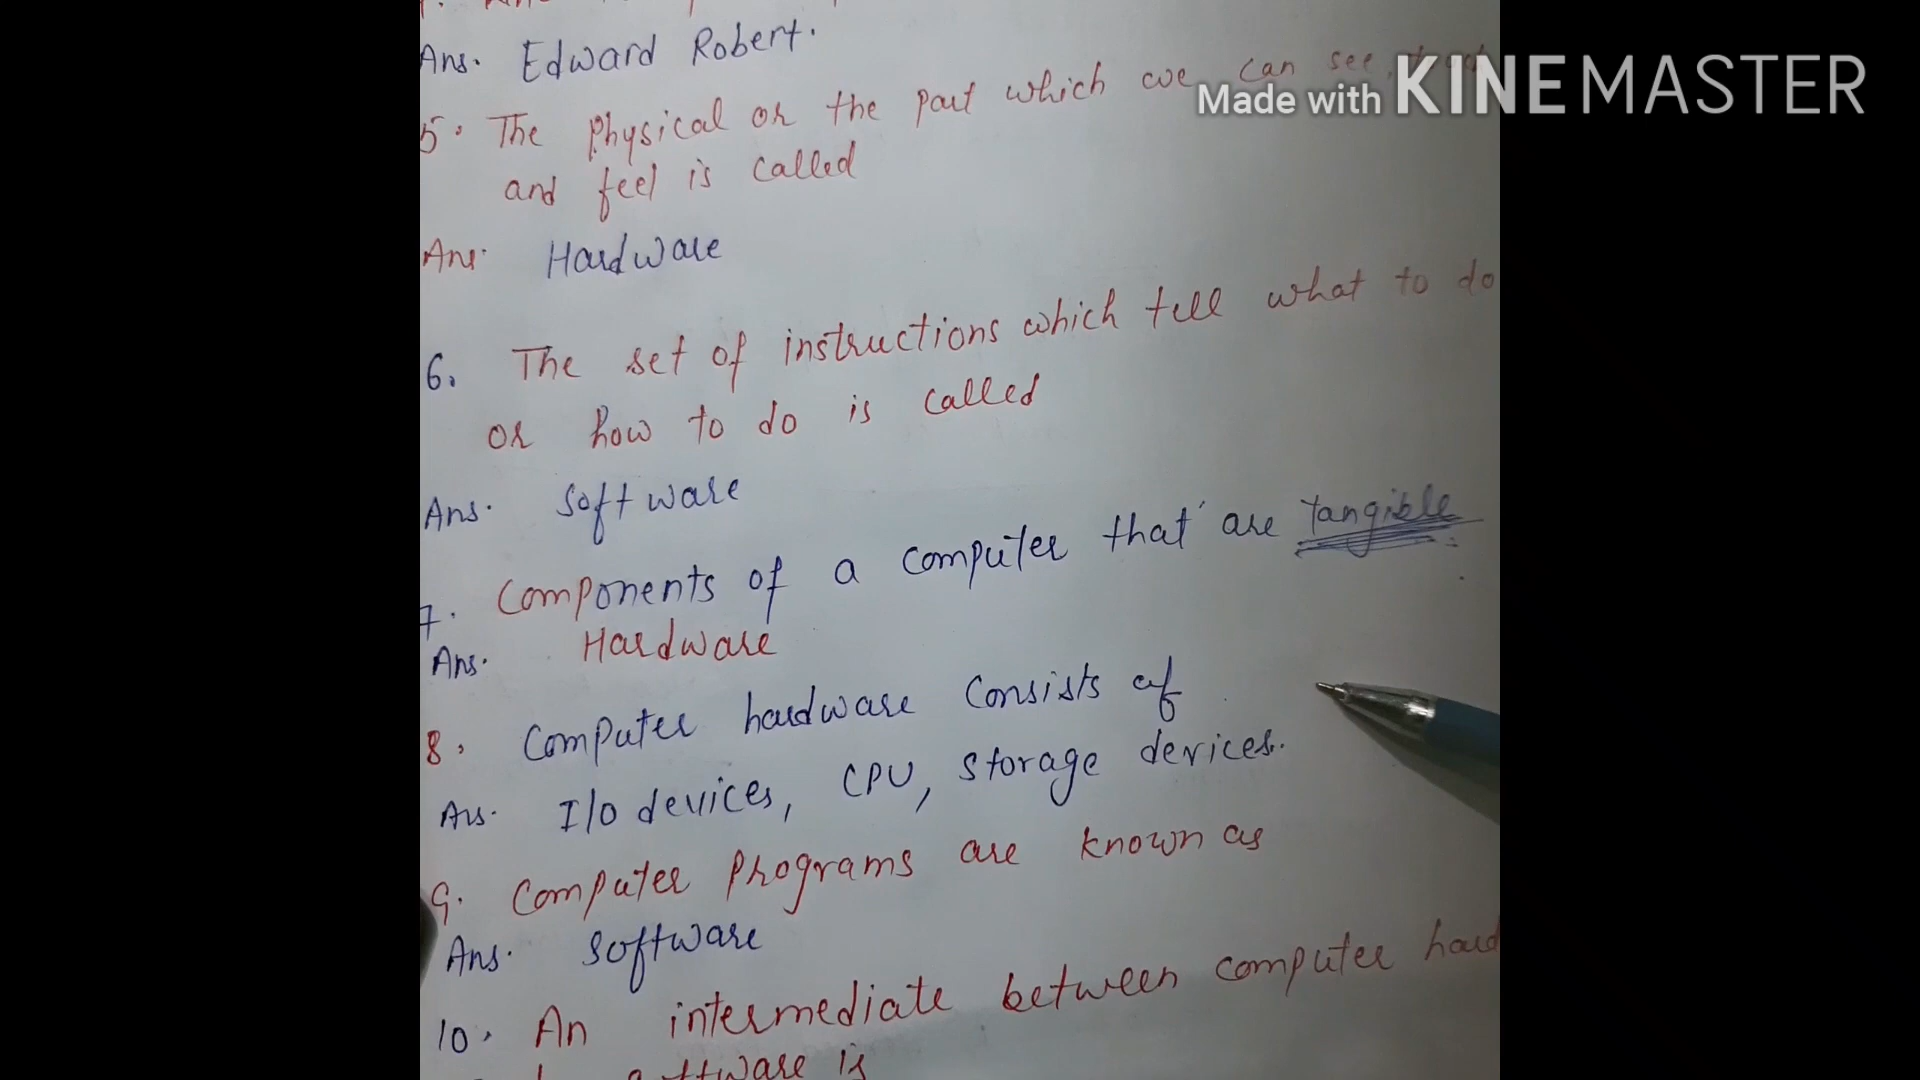 Ans. Edward Robert.
5. The Physical or the part which we can see
and feel is called
Ans. Hardware
6. The set of instructions which tell what to do
or how to do is called
Ans. Software
7. Components of a computer that are Tangible
Ans. Hardware
8. Computer hardware Consists of
Ans. I/o devices, CPU, Storage devices.
9. Computer Programs are known as
Ans. Software
10. An intermediate between computer hard
software is
Made with KINEMASTER